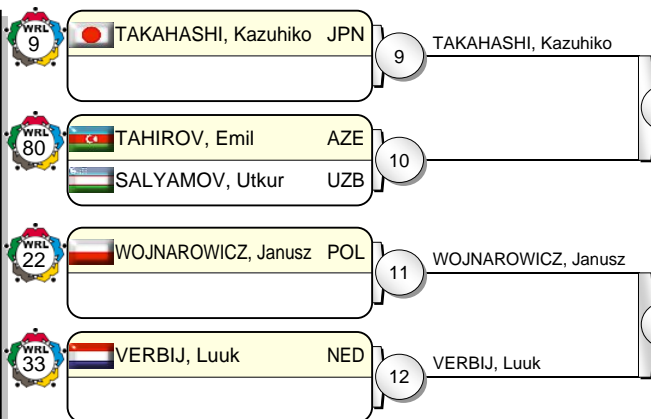 WRL
9
TAKAHASHI, Kazuhiko JPN
9
TAKAHASHI, Kazuhiko
WRL
80
TAHIROV, Emil AZE
SALYAMOV, Utkur UZB
10
WRL
22
WOJNAROWICZ, Janusz POL
11
WOJNAROWICZ, Janusz
WRL
33
VERBIJ, Luuk NED
12
VERBIJ, Luuk